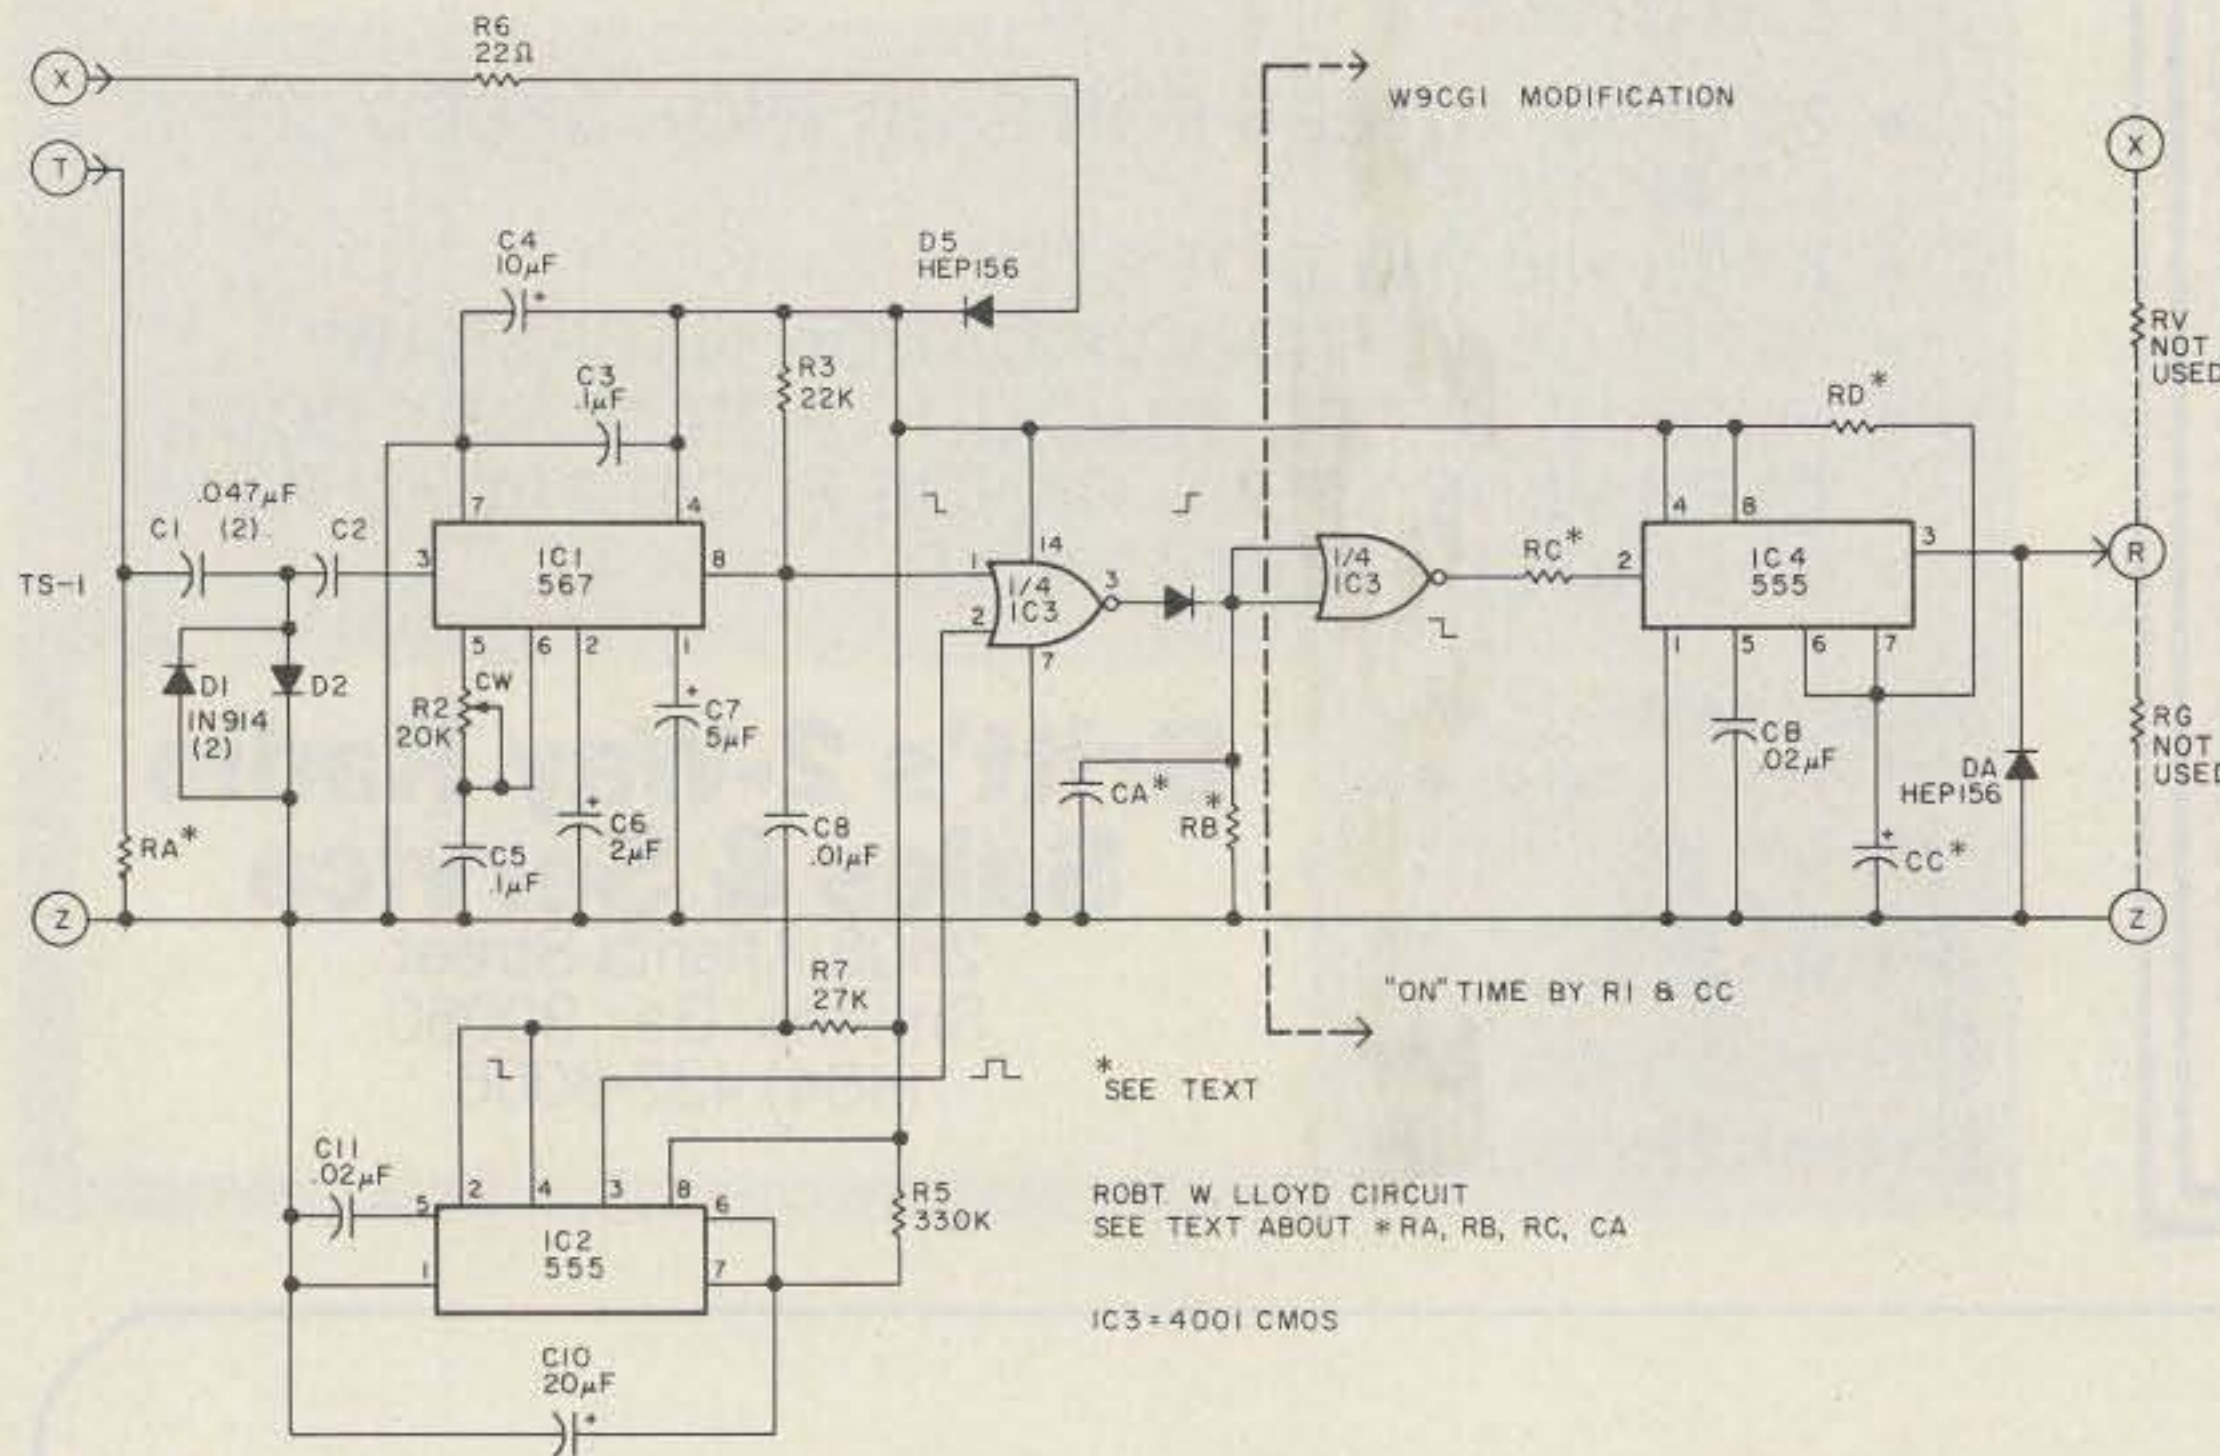 R6
22Ω
X
W9CGI MODIFICATION
X
T
C4
10µF
+
D5
HEP156
RV
NOT
USED
C3
.1µF
R3
22K
RD*
.047µF
(2)
C1
C2
7
4
14
4
8
TS-1
3
IC1
567
8
1
2
1/4
IC3
3
7
1/4
IC3
RC*
2
IC4
555
3
R
5
6
2
1
1
5
6
7
D1
1N914
(2)
D2
CW
R2
20K
+
C7
5µF
CB
.02µF
DA
HEP156
RG
NOT
USED
CA*
*
RB
RA*
C5
.1µF
+
C6
2µF
C8
.01µF
+
CC*
Z
Z
R7
27K
"ON" TIME BY R1 & CC
*
SEE TEXT
C11
.02µF
5
2
4
3
8
6
R5
330K
IC2
555
1
7
ROBT. W. LLOYD CIRCUIT
SEE TEXT ABOUT *RA, RB, RC, CA
IC3=4001 CMOS
C10
20µF
+